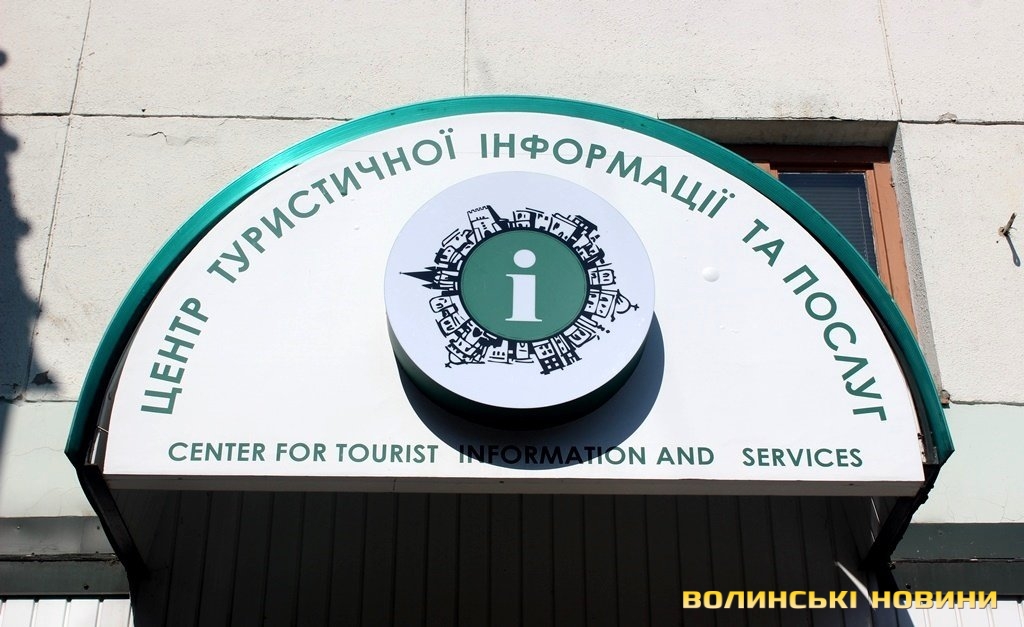 ЦЕНТР ТУРИСТИЧНОЇ ІНФОРМАЦІЇ ТА ПОСЛУГ
i
CENTER FOR TOURIST INFORMATION AND SERVICES
ВОЛИНСЬКІ НОВИНИ